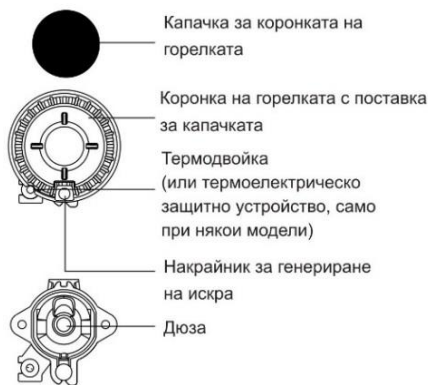 Капачка за коронката на
горелката
Коронка на горелката с поставка
за капачката
Термодвойка
(или термоелектрическо
защитно устройство, само
при някои модели)
Накрайник за генериране
на искра
Дюза